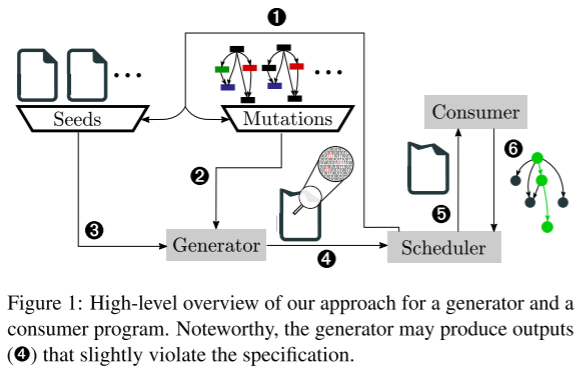 ❶
Seeds
Mutations
Consumer
❷
❻
❸
❺
Generator
❹
Scheduler
Figure 1: High-level overview of our approach for a generator and a
consumer program. Noteworthy, the generator may produce outputs
(❹) that slightly violate the specification.